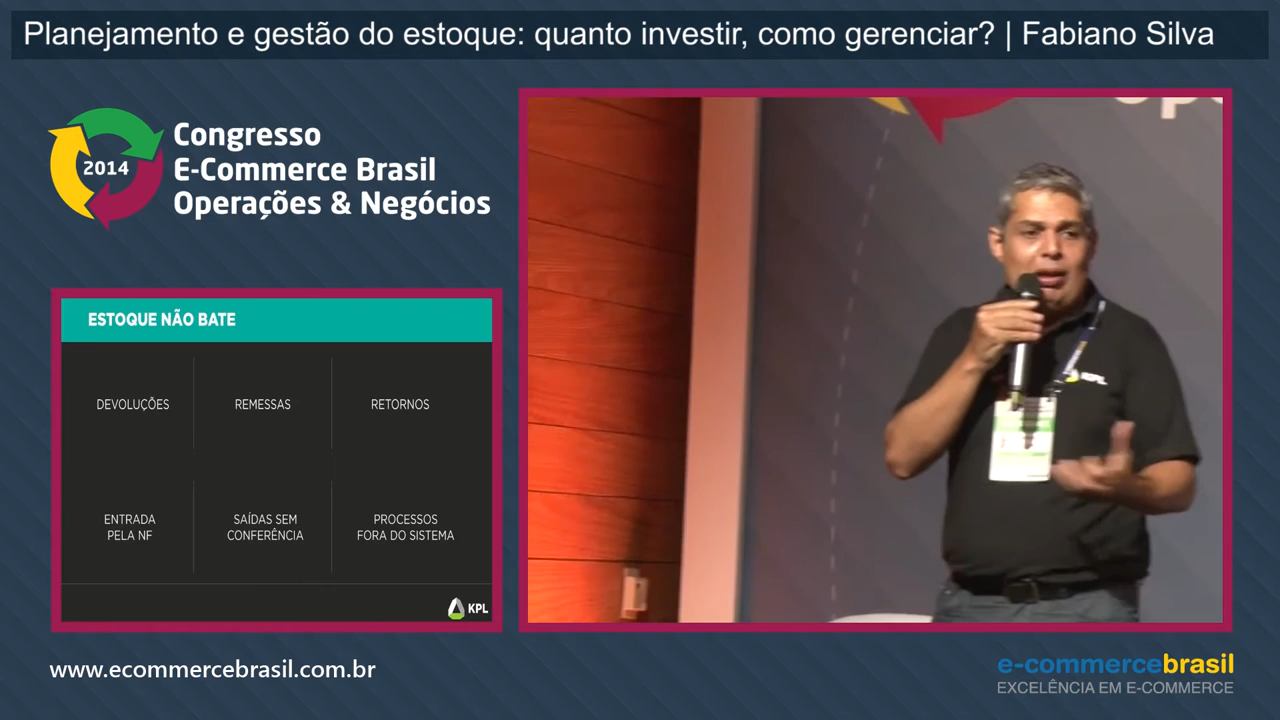 Planejamento e gestão do estoque: quanto investir, como gerenciar? | Fabiano Silva
2014
Congresso
E-Commerce Brasil
Operações & Negócios
ESTOQUE NÃO BATE
DEVOLUÇÕES
REMESSAS
RETORNOS
ENTRADA
PELA NF
SAÍDAS SEM
CONFERÊNCIA
PROCESSOS
FORA DO SISTEMA
KPL
KPL
www.ecommercebrasil.com.br
e-commercebrasil
EXCELÊNCIA EM E-COMMERCE